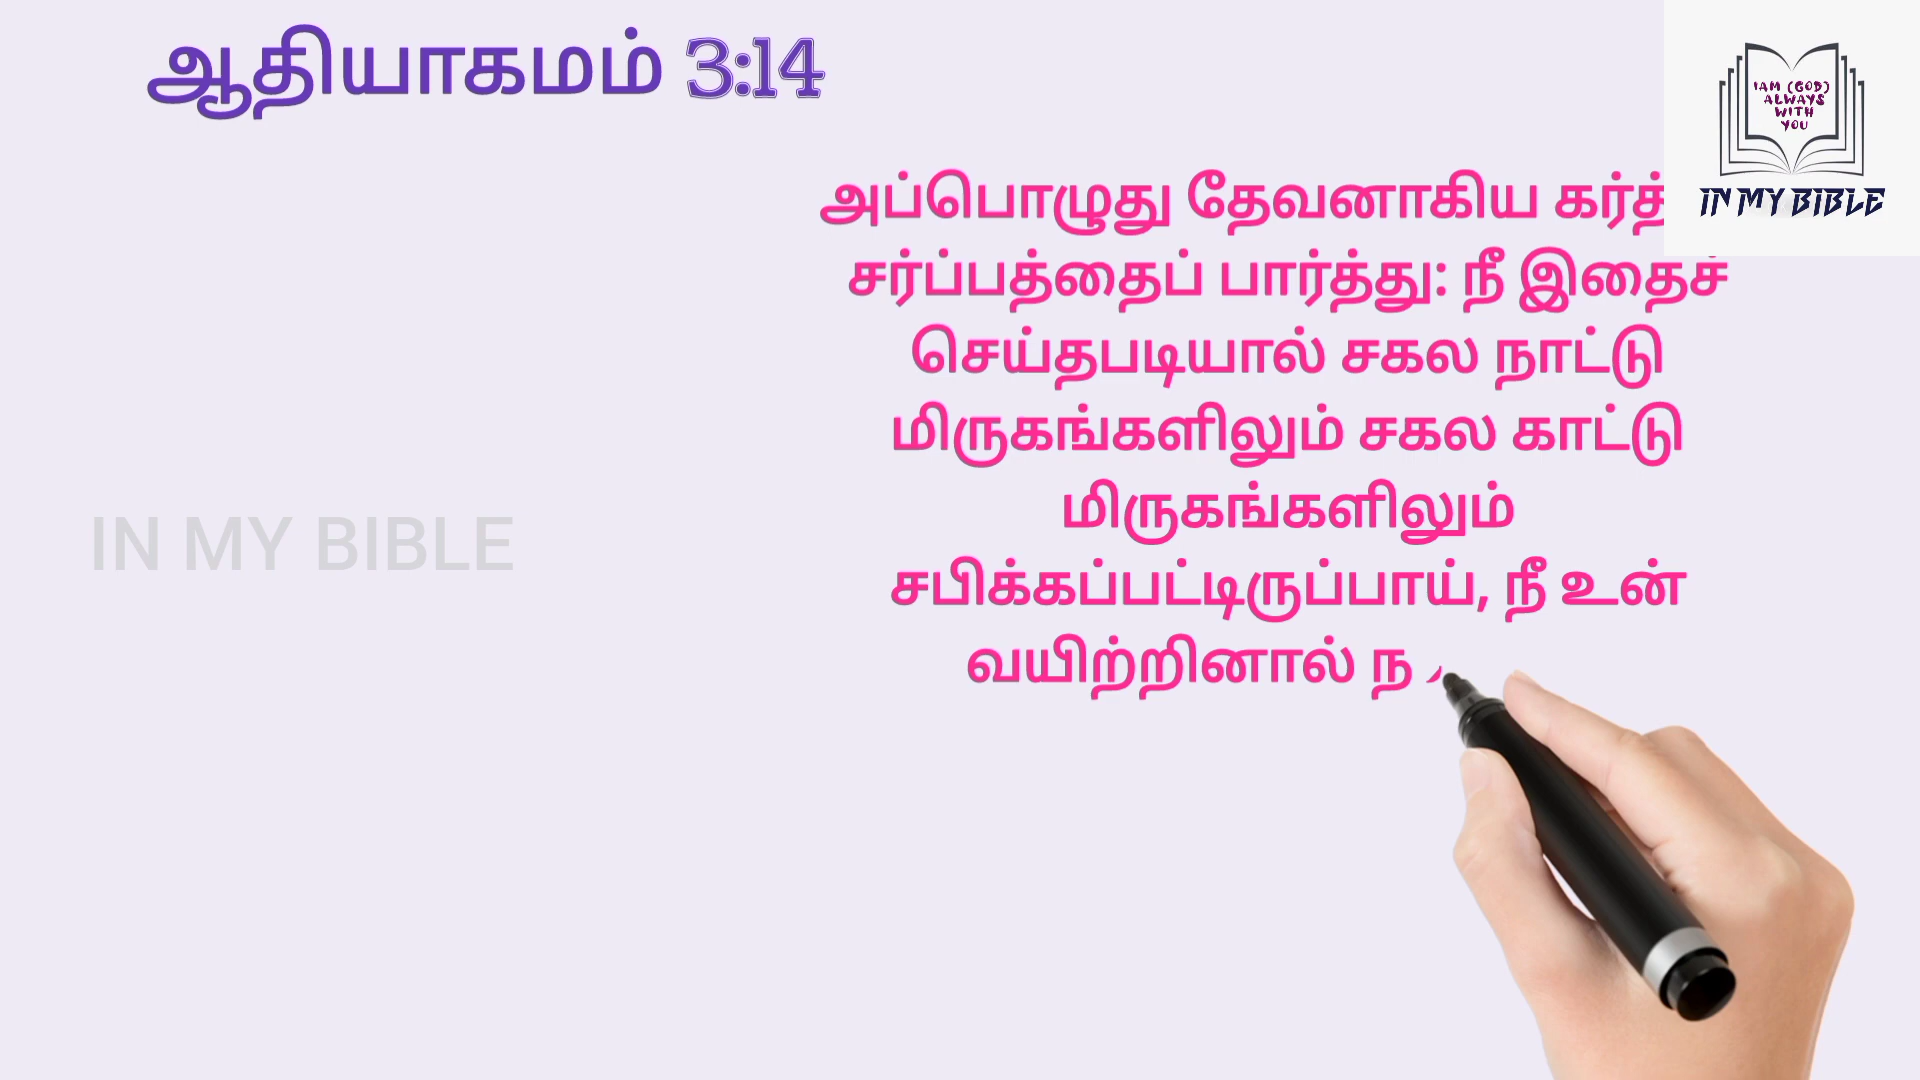 ஆதியாகமம் 3:14
IAM (GOD)
ALWAYS
WITH
YOU
IN MY BIBLE
அப்பொழுது தேவனாகிய
சர்ப்பத்தைப் பார்த்து: நீ இதைச்
செய்தபடியால் சகல நாட்டு
மிருகங்களிலும் சகல காட்டு
மிருகங்களிலும்
சபிக்கப்பட்டிருப்பாய், நீ உன்
வயிற்றினால் ந
IN MY BIBLE